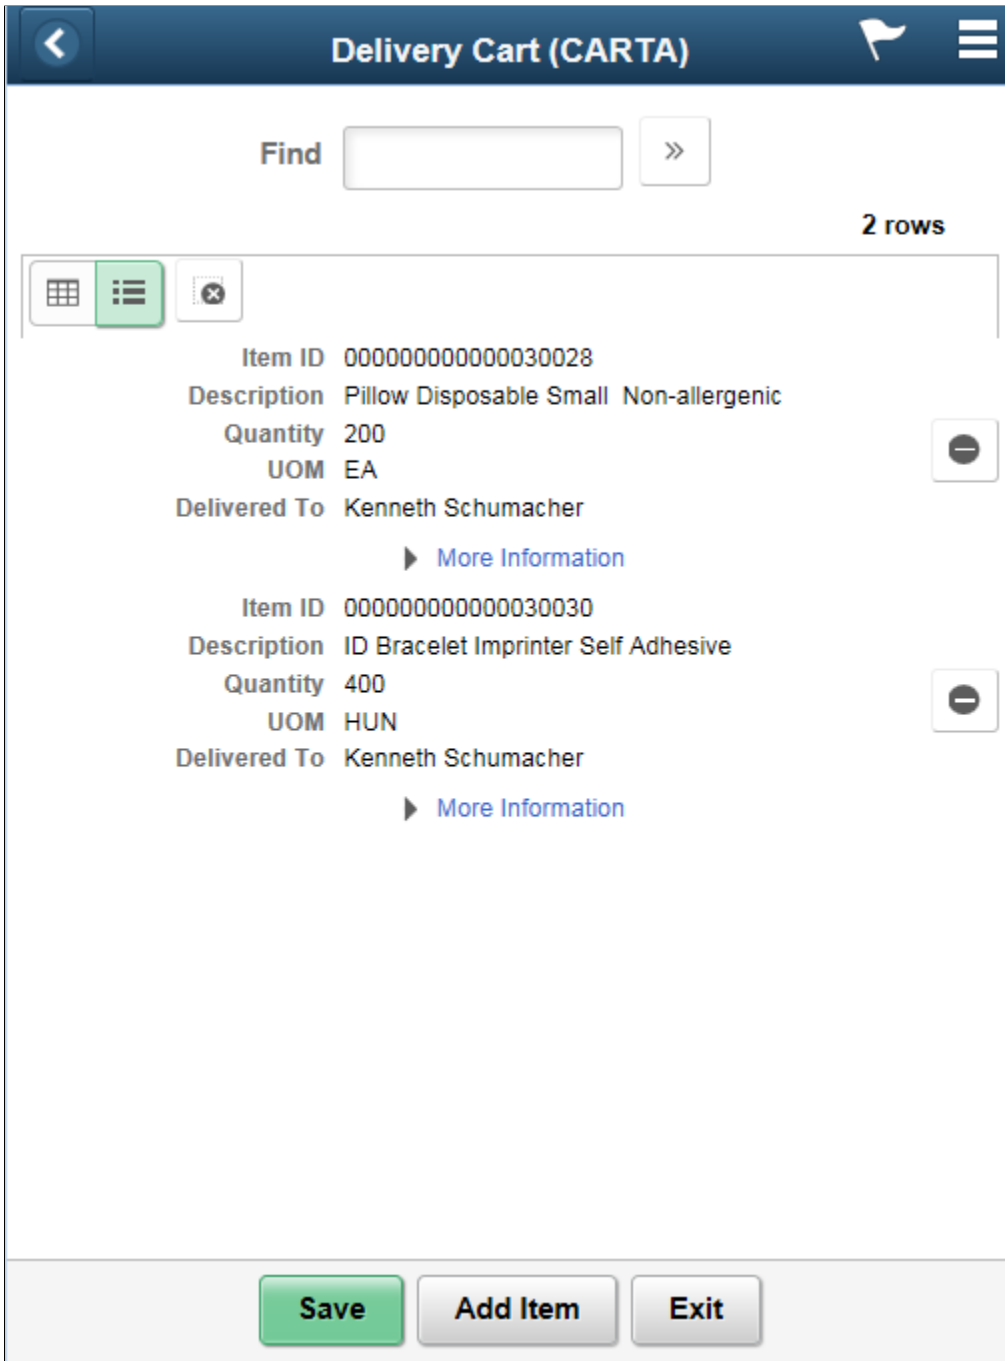 Delivery Cart (CARTA)
Find
2 rows
Item ID 000000000000030028
Description Pillow Disposable Small  Non-allergenic
Quantity 200
UOM EA
Delivered To Kenneth Schumacher
More Information
Item ID 000000000000030030
Description ID Bracelet Imprinter Self Adhesive
Quantity 400
UOM HUN
Delivered To Kenneth Schumacher
More Information
Save Add Item Exit